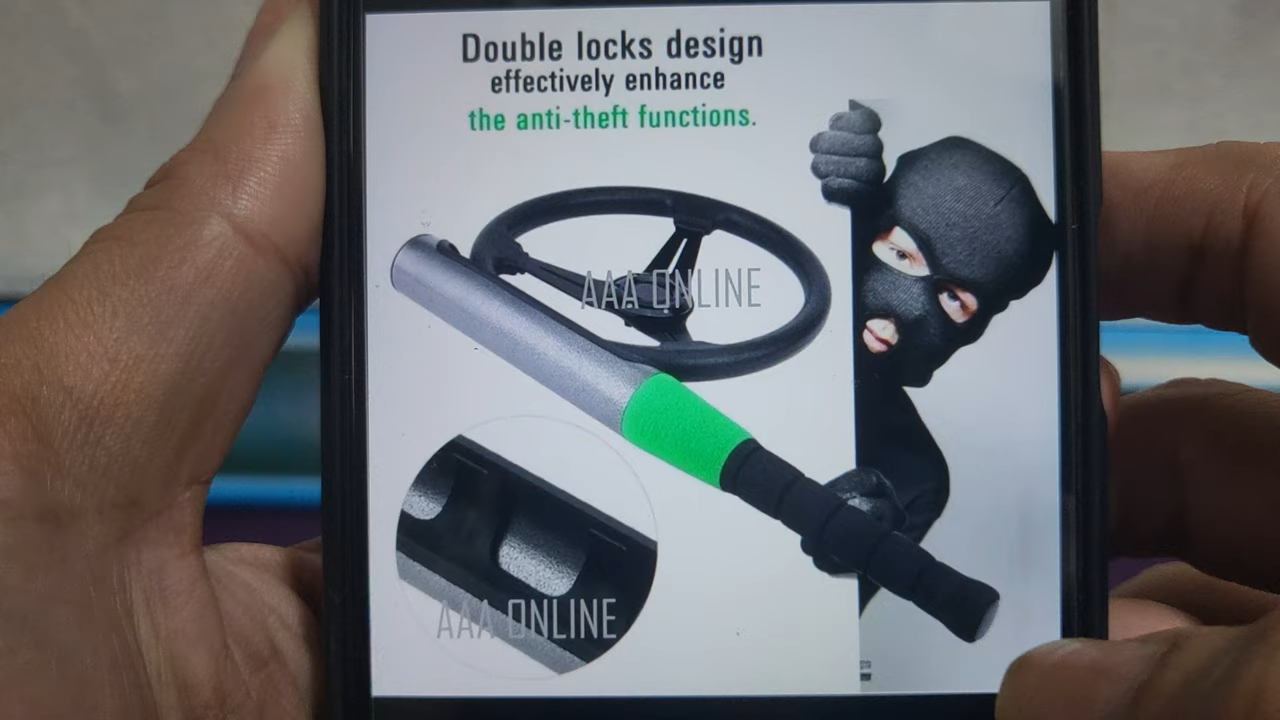 Double locks design
effectively enhance
the anti-theft functions.
AAA ONLINE
AAA ONLINE